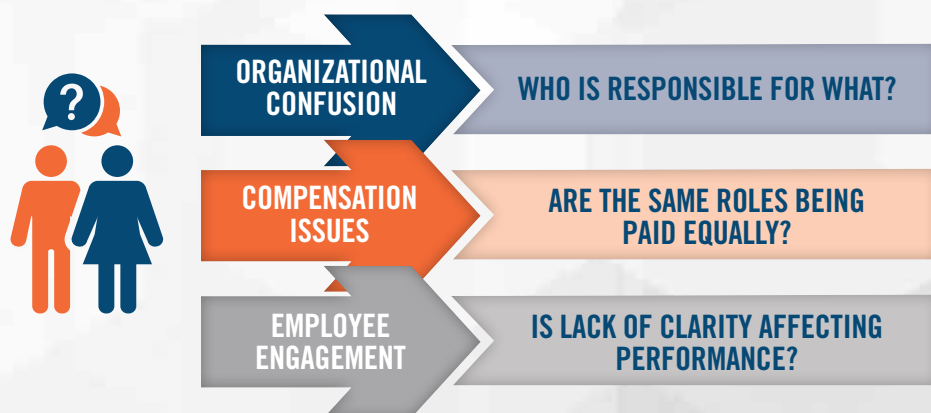 ?
ORGANIZATIONAL
CONFUSION
WHO IS RESPONSIBLE FOR WHAT?
COMPENSATION
ISSUES
ARE THE SAME ROLES BEING
PAID EQUALLY?
EMPLOYEE
ENGAGEMENT
IS LACK OF CLARITY AFFECTING
PERFORMANCE?